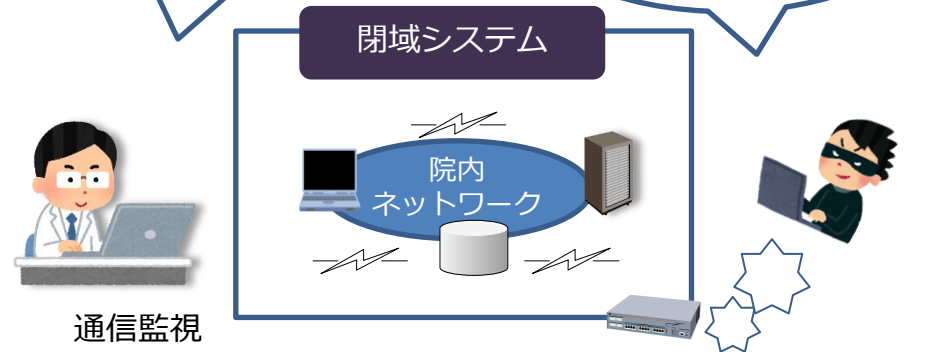 閉域システム
院内
ネットワーク
通信監視